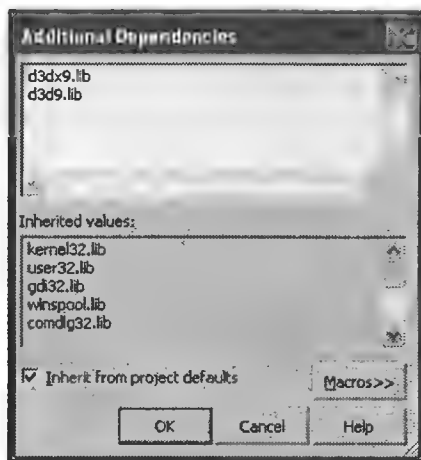 Additional Dependencies
d3dx9.lib
d3d9.lib
Inherited values:
kernel32.lib
user32.lib
gdi32.lib
winspool.lib
comdlg32.lib
Inherit from project defaults
Macros>>
OK
Cancel
Help